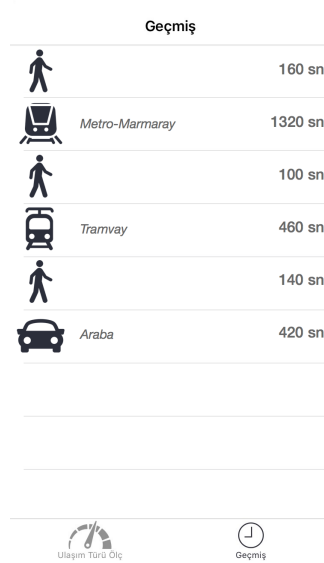 Geçmiş
160 sn
Metro-Marmaray 1320 sn
100 sn
Tramvay 460 sn
140 sn
Araba 420 sn
Ulaşım Türü Ölç Geçmiş